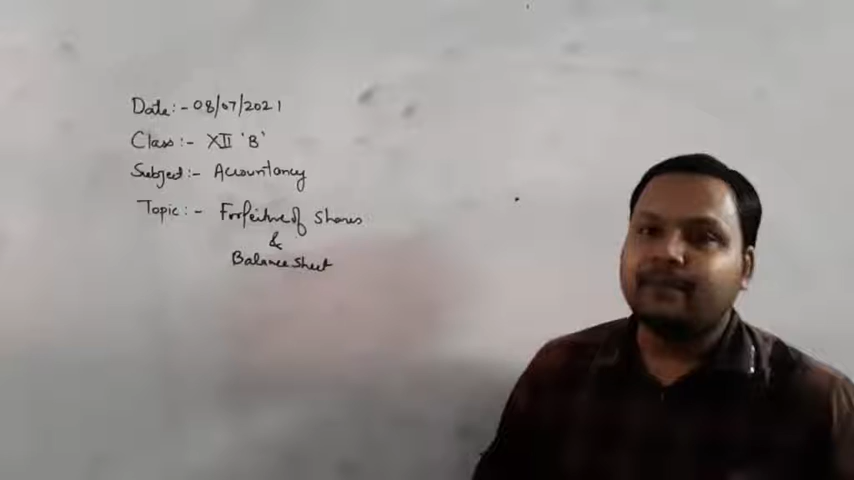 Date:- 08/07/2021
Class:- XII 'B'
Subject:- Accountancy
Topic:- Forfeiture of Shares
&
Balance Sheet